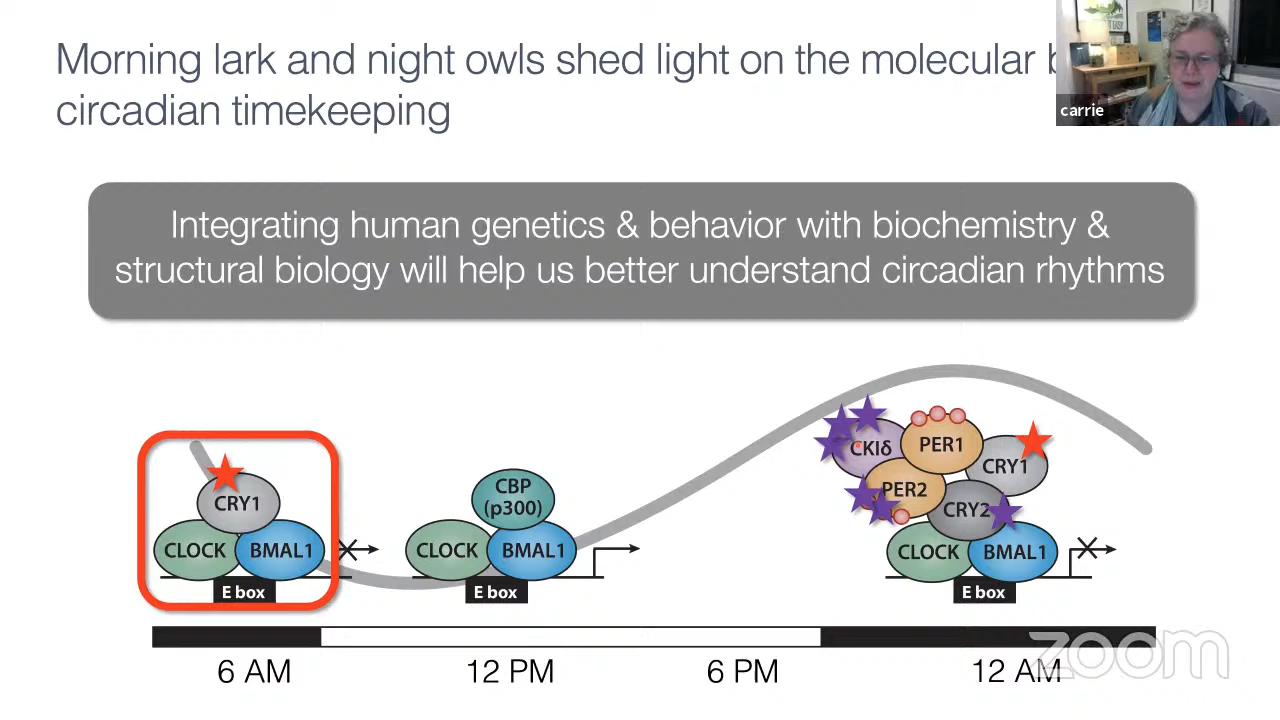 Morning lark and night owls shed light on the molecular
circadian timekeeping
carrie
Integrating human genetics & behavior with biochemistry &
structural biology will help us better understand circadian rhythms
CRY1
CLOCK
BMAL1
E box
CBP
(p300)
CLOCK
BMAL1
E box
CKIδ
PER1
CRY1
PER2
CRY2
CLOCK
BMAL1
E box
6 AM
12 PM
6 PM
12 AM
zoom